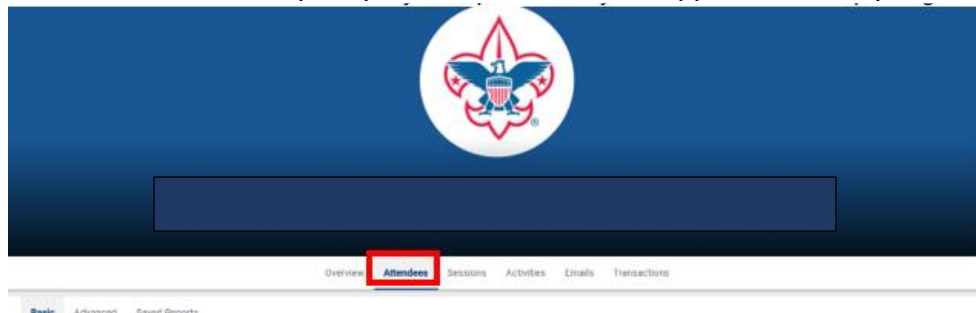 Overview Attendees Sessions Activities Emails Transactions
Basic Advanced Saved Reports